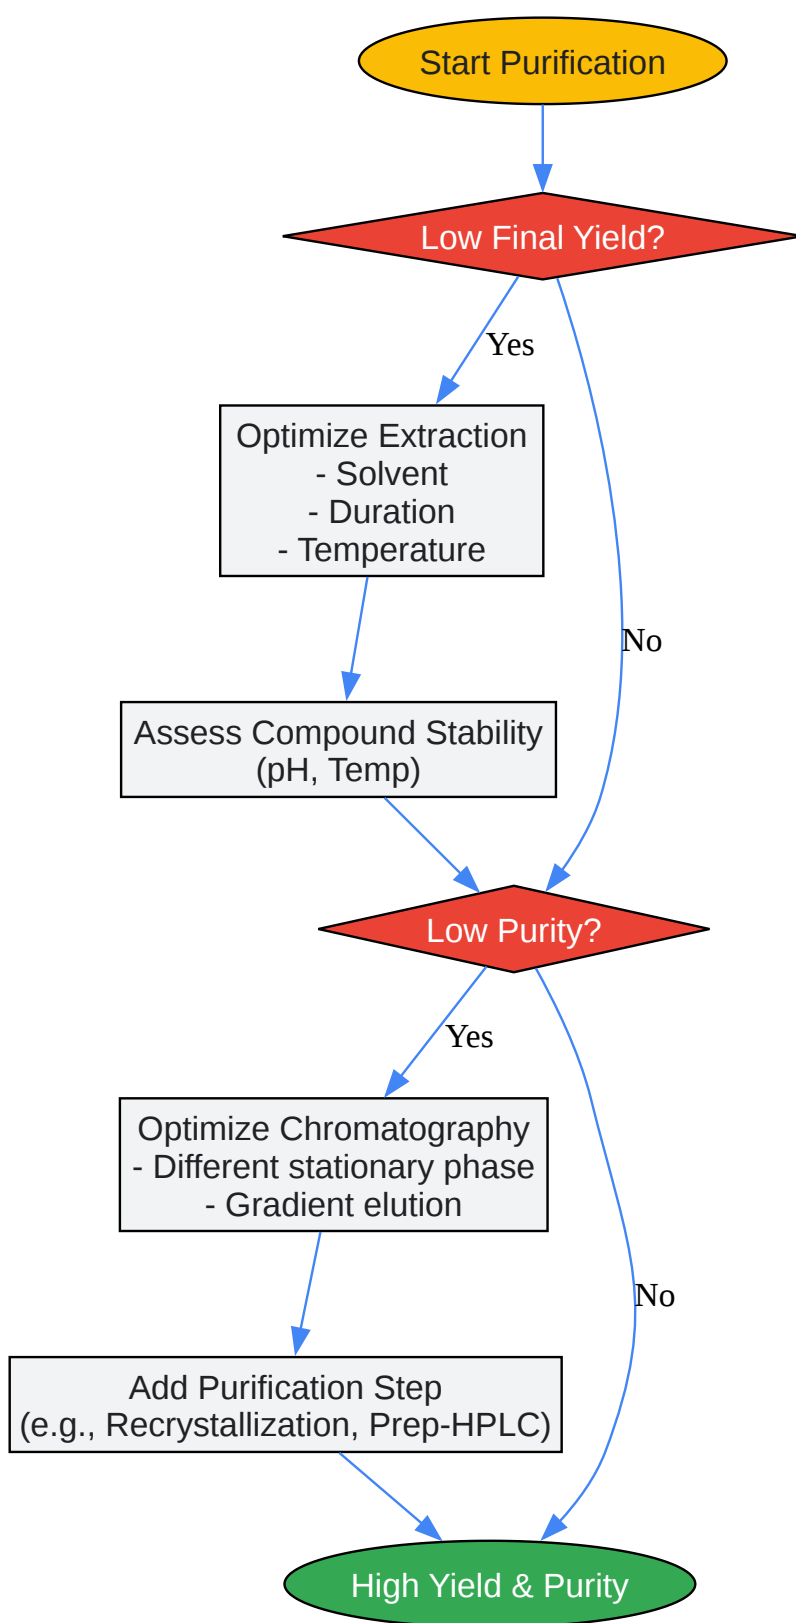 Start Purification
Low Final Yield?
Yes
Optimize Extraction
- Solvent
- Duration
- Temperature
No
Assess Compound Stability
(pH, Temp)
Low Purity?
Yes
Optimize Chromatography
- Different stationary phase
- Gradient elution
No
Add Purification Step
(e.g., Recrystallization, Prep-HPLC)
High Yield & Purity